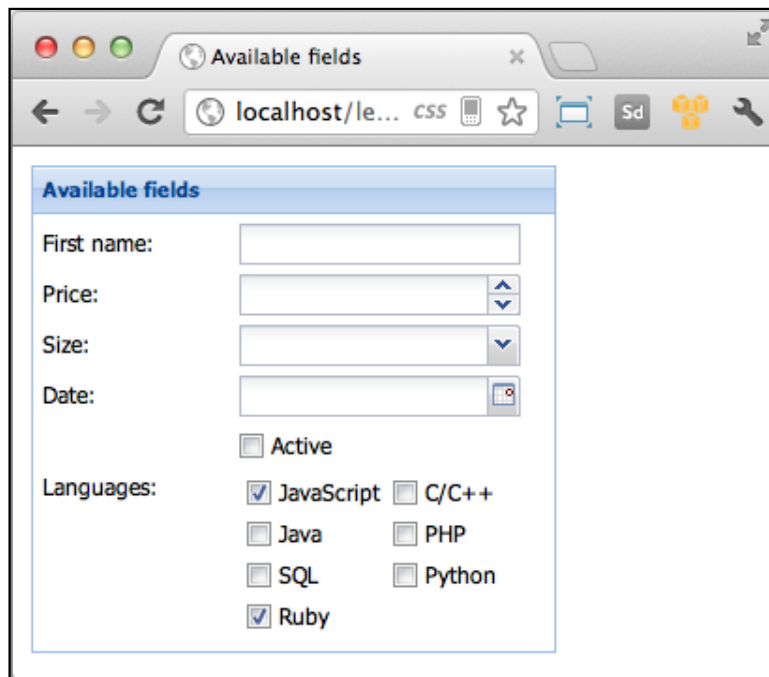 Available fields
localhost/le... CSS Sd
Available fields
First name:
Price:
Size:
Date:
Active
Languages:
JavaScript C/C++
Java PHP
SQL Python
Ruby